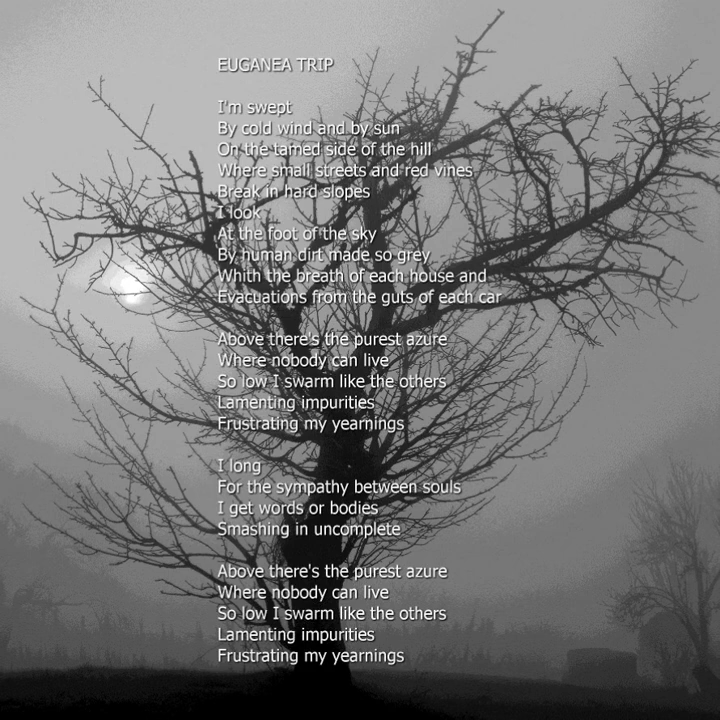 EUGANEA TRIP
I'm swept
By cold wind and by sun
On the tamed side of the hill
Where small streets and red vines
Break in hard slopes
I look
At the foot of the sky
By human dirt made so grey
Whith the breath of each house and
Evacuations from the guts of each car
Above there's the purest azure
Where nobody can live
So low I swarm like the others
Lamenting impurities
Frustrating my yearnings
I long
For the sympathy between souls
I get words or bodies
Smashing in uncomplete
Above there's the purest azure
Where nobody can live
So low I swarm like the others
Lamenting impurities
Frustrating my yearnings